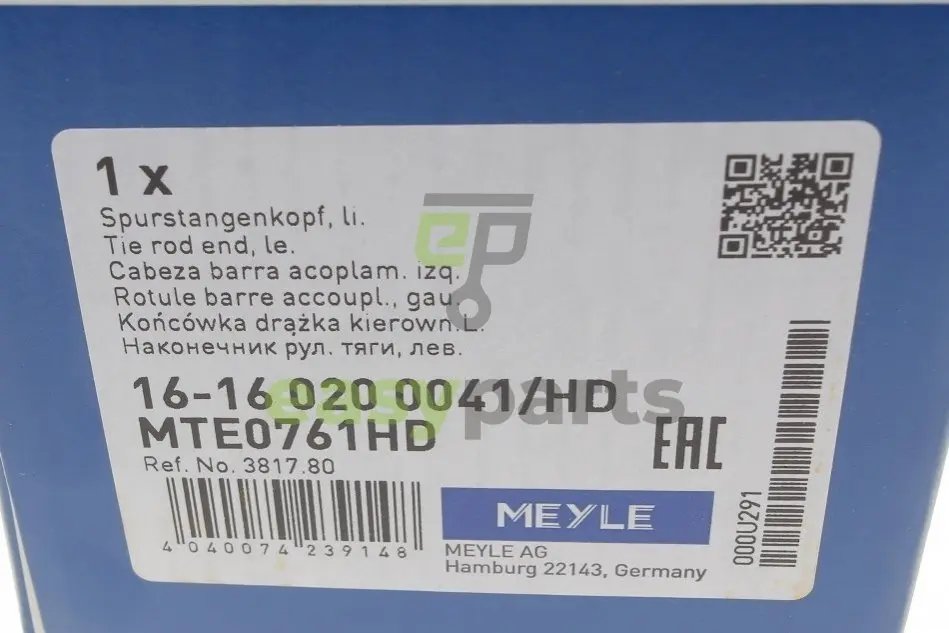 1 x
Spurstangenkopf, li.
Tie rod end, le.
Cabeza barra acoplam. izq.
Rotule barre accoupl., gau.
Końcówka drążka kierown.L.
Наконечник рул. тяги, лев.
16-16 020 0041/HD
MTE0761HD
Ref. No. 3817.80
4 040074 239148
EAC
MEYLE
MEYLE AG
Hamburg 22143, Germany
000U291
ep
easyparts